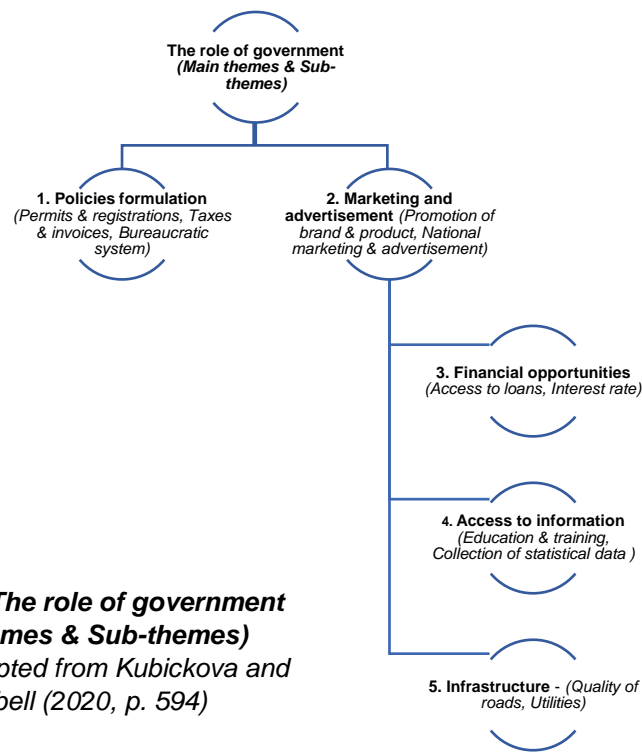 The role of government
(Main themes & Sub-
themes)
1. Policies formulation
(Permits & registrations, Taxes
& invoices, Bureaucratic
system)
2. Marketing and
advertisement (Promotion of
brand & product, National
marketing & advertisement)
3. Financial opportunities
(Access to loans, Interest rate)
4. Access to information
(Education & training,
Collection of statistical data )
5. Infrastructure - (Quality of
roads, Utilities)
The role of government
& Sub-themes)
from Kubickova and
(2020, p. 594)